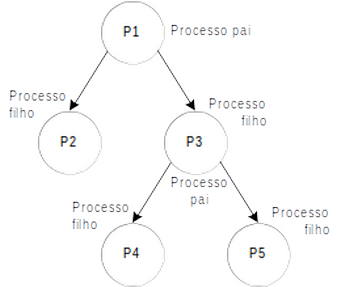 P1
Processo pai
Processo
filho
Processo
filho
P2
P3
Processo
pai
Processo
filho
Processo
filho
P4
P5